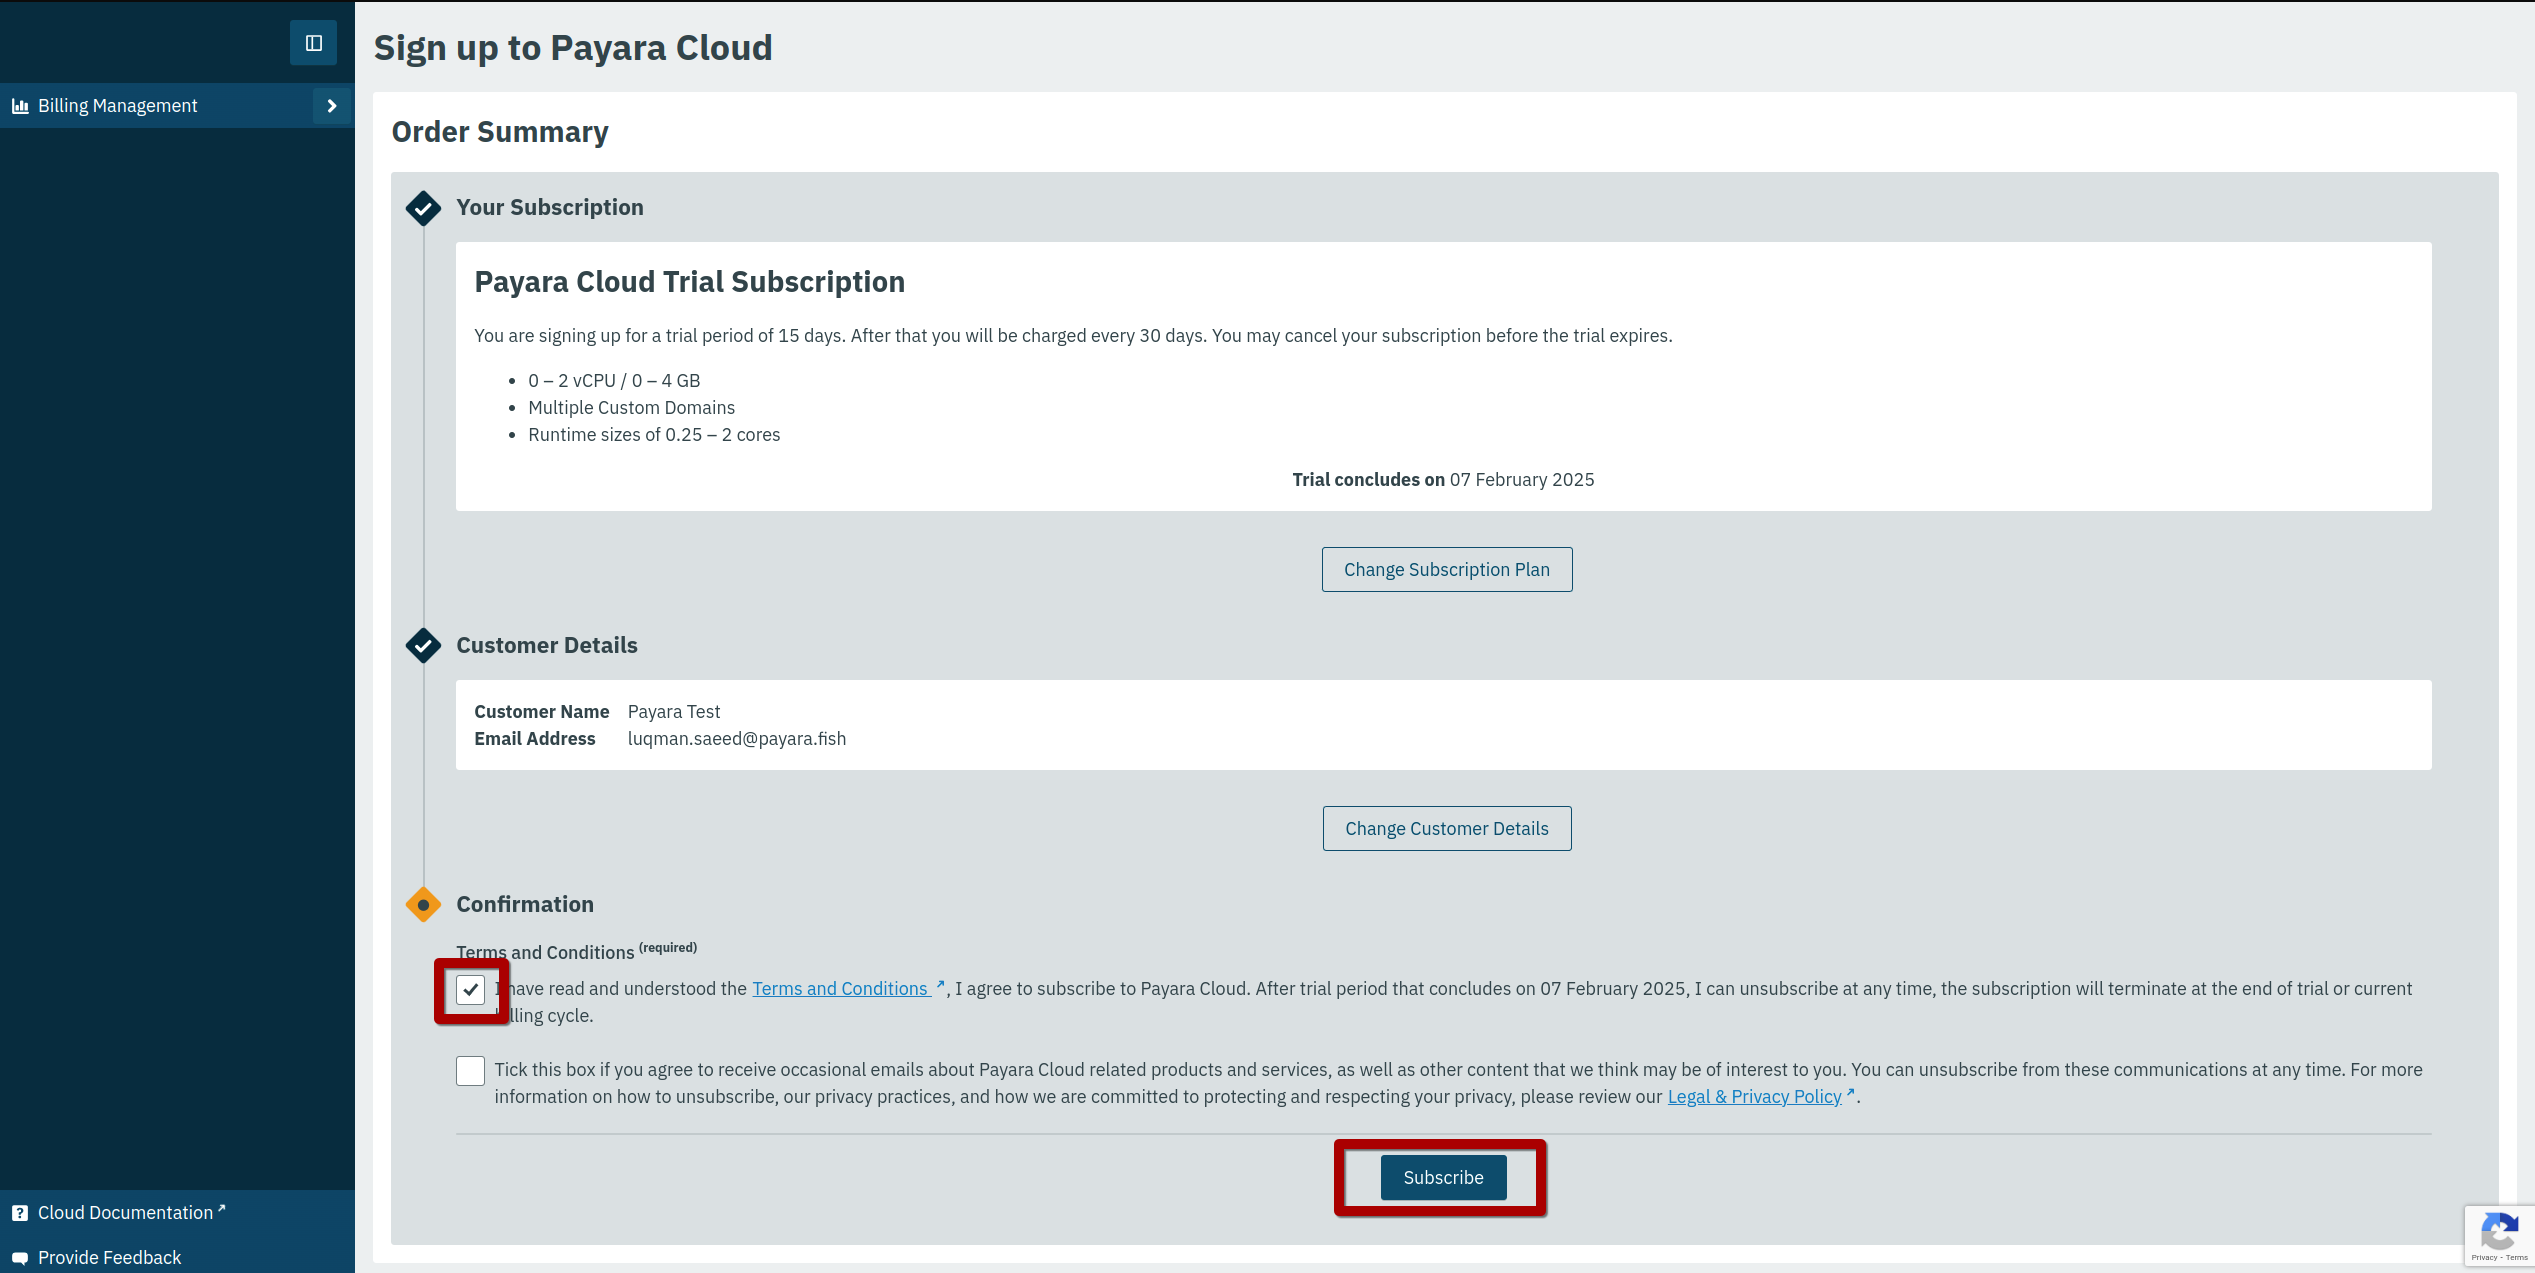 Sign up to Payara Cloud
Billing Management
Order Summary
Your Subscription
Payara Cloud Trial Subscription
You are signing up for a trial period of 15 days. After that you will be charged every 30 days. You may cancel your subscription before the trial expires.
0 – 2 vCPU / 0 – 4 GB
Multiple Custom Domains
Runtime sizes of 0.25 – 2 cores
Trial concludes on 07 February 2025
Change Subscription Plan
Customer Details
Customer Name Payara Test
Email Address luqman.saeed@payara.fish
Change Customer Details
Confirmation
Terms and Conditions (required)
I have read and understood the Terms and Conditions, I agree to subscribe to Payara Cloud. After trial period that concludes on 07 February 2025, I can unsubscribe at any time, the subscription will terminate at the end of trial or current
billing cycle.
Tick this box if you agree to receive occasional emails about Payara Cloud related products and services, as well as other content that we think may be of interest to you. You can unsubscribe from these communications at any time. For more
information on how to unsubscribe, our privacy practices, and how we are committed to protecting and respecting your privacy, please review our Legal & Privacy Policy.
Subscribe
Cloud Documentation
Provide Feedback
Privacy - Terms